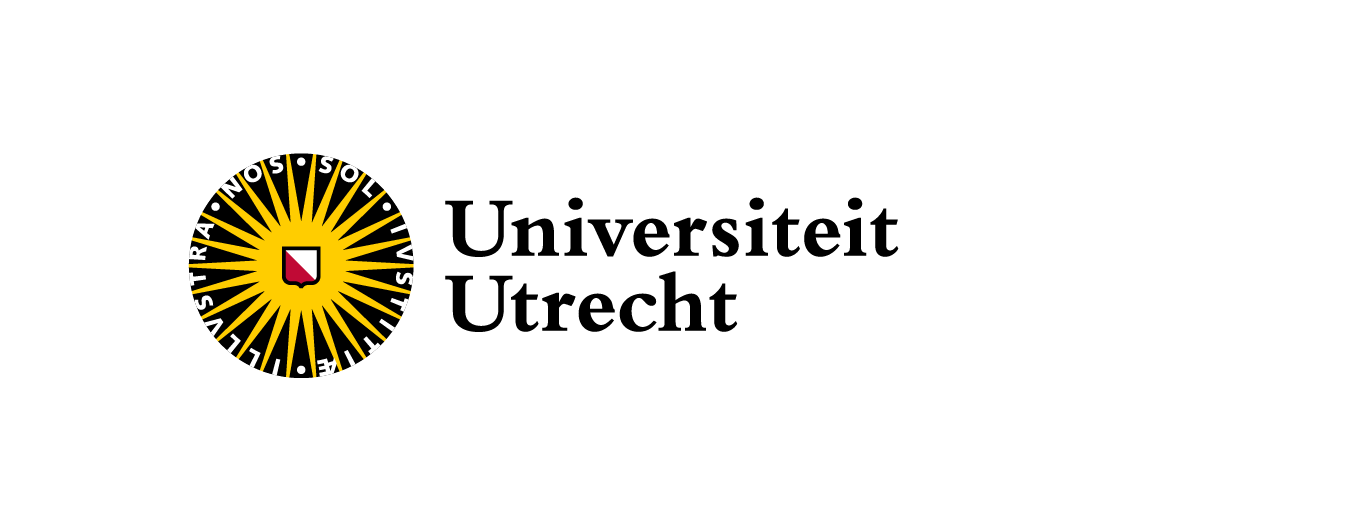 SOL · IVSTITIÆ · ILLVSTRA · NOS ·
Universiteit
Utrecht